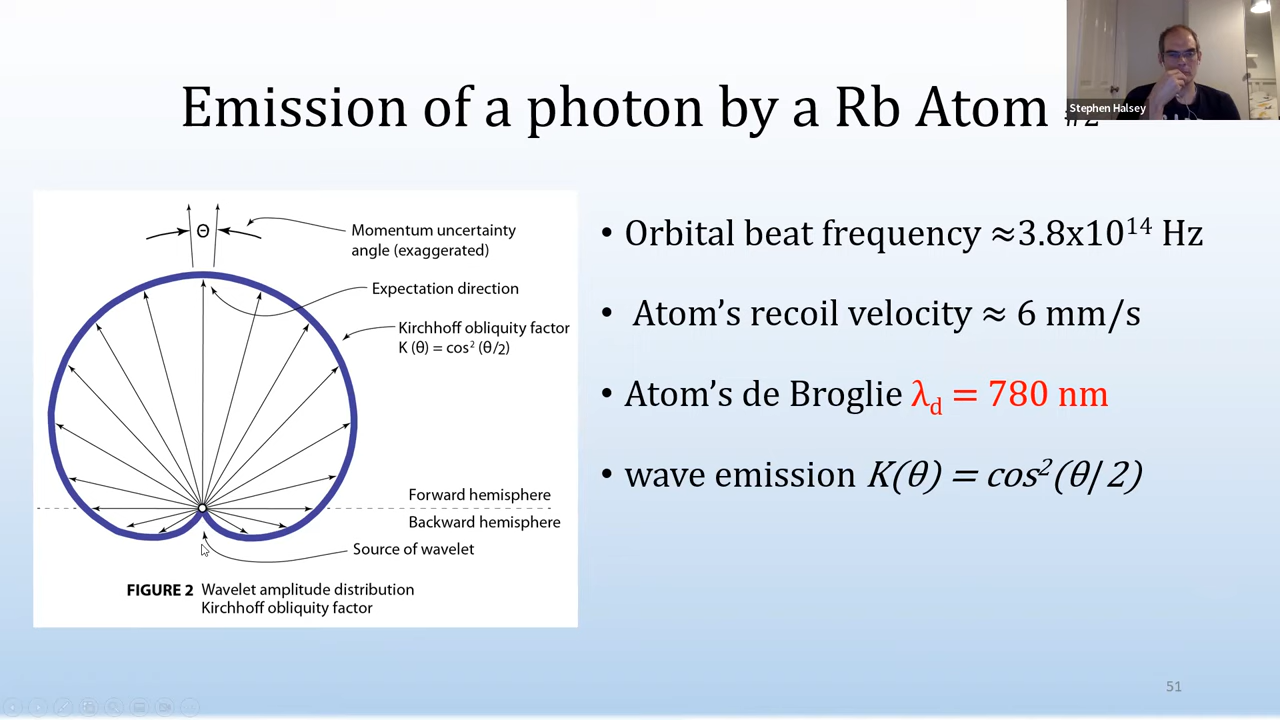 Stephen Halsey
Emission of a photon by a Rb Atom #2
Θ
Momentum uncertainty
angle (exaggerated)
Expectation direction
Kirchhoff obliquity factor
K (θ) = cos² (θ/2)
Forward hemisphere
Backward hemisphere
Source of wavelet
FIGURE 2 Wavelet amplitude distribution
Kirchhoff obliquity factor
• Orbital beat frequency ≈3.8x10¹⁴ Hz
• Atom’s recoil velocity ≈ 6 mm/s
• Atom’s de Broglie λd = 780 nm
• wave emission K(θ) = cos²(θ/2)
51